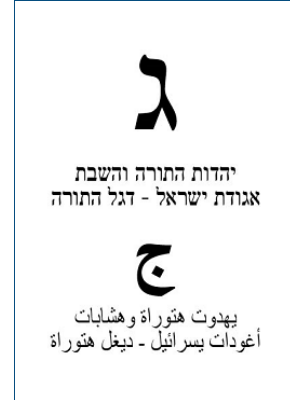 ג
יהדות התורה והשבת
אגודת ישראל - דגל התורה
ج
يهدوت هتوراة وهشابات
أغودات يسرائيل - ديغل هتوراة